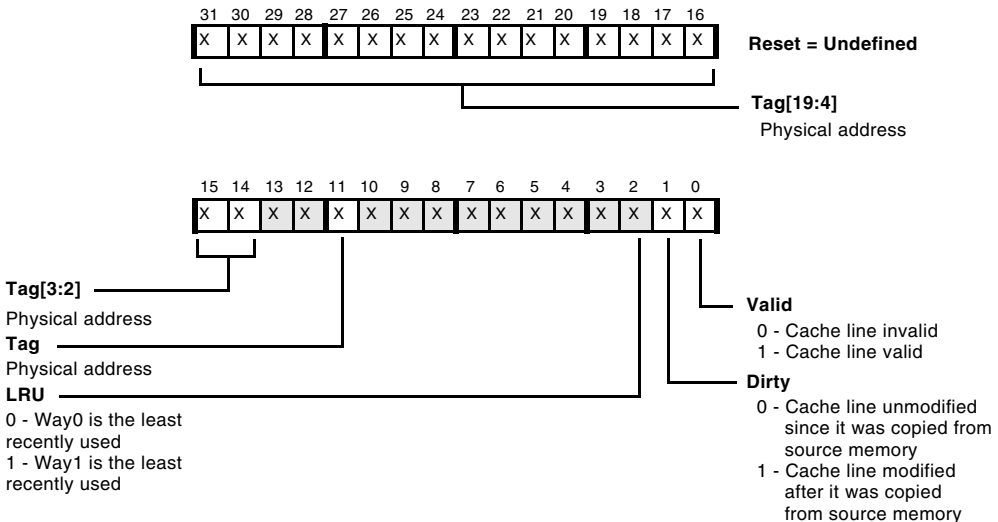 31 30 29 28 27 26 25 24 23 22 21 20 19 18 17 16
X X X X X X X X X X X X X X X X
Reset = Undefined
Tag[19:4]
Physical address
15 14 13 12 11 10 9 8 7 6 5 4 3 2 1 0
X X X X X X X X X X X X X X X X
Tag[3:2]
Physical address
Tag
Physical address
LRU
0 - Way0 is the least
recently used
1 - Way1 is the least
recently used
Valid
0 - Cache line invalid
1 - Cache line valid
Dirty
0 - Cache line unmodified
since it was copied from
source memory
1 - Cache line modified
after it was copied
from source memory